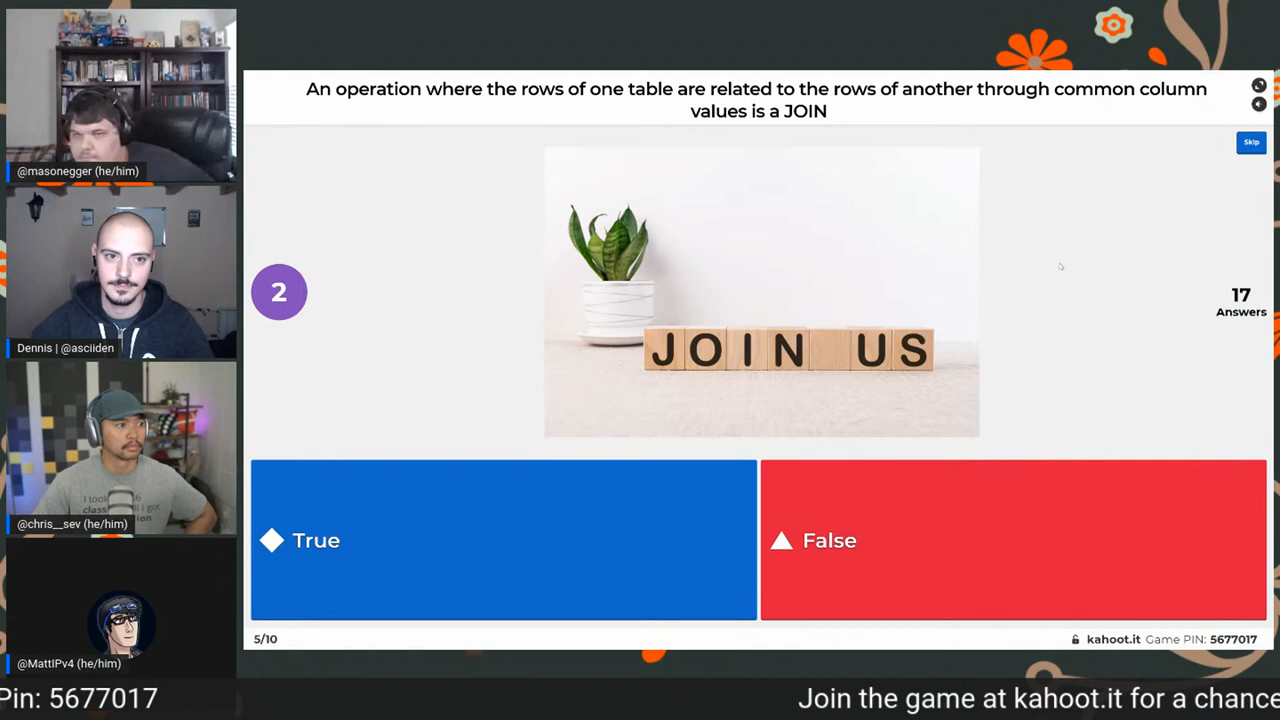 @masonegger (he/him)
Dennis | @asciiden
@chris__sev (he/him)
@MattIPv4 (he/him)
An operation where the rows of one table are related to the rows of another through common column
values is a JOIN
Skip
2
17
Answers
JOIN US
True
False
5/10
kahoot.it Game PIN: 5677017
Pin: 5677017
Join the game at kahoot.it for a chance